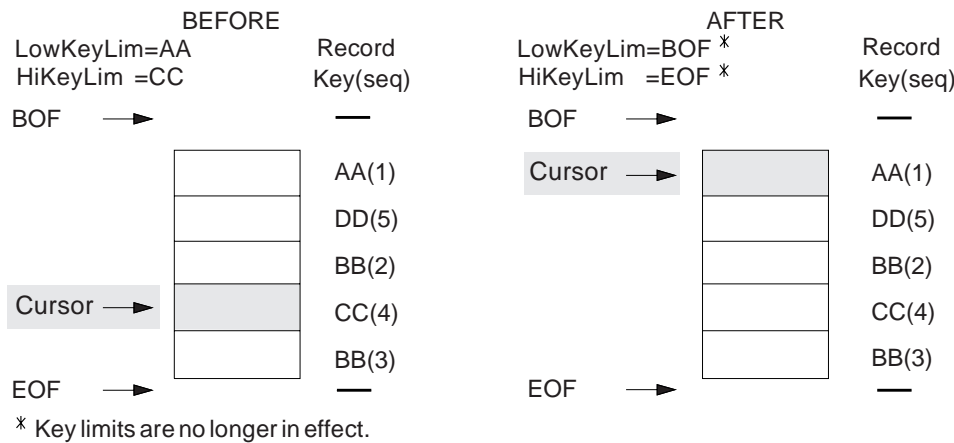 BEFORE
LowKeyLim=AA
HiKeyLim =CC
Record
Key(seq)
BOF
AA(1)
DD(5)
BB(2)
Cursor
CC(4)
BB(3)
EOF
AFTER
LowKeyLim=BOF *
HiKeyLim =EOF *
Record
Key(seq)
BOF
Cursor
AA(1)
DD(5)
BB(2)
CC(4)
BB(3)
EOF
* Key limits are no longer in effect.